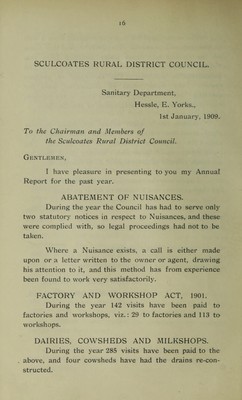 16
SCULCOATES RURAL DISTRICT COUNCIL.
Sanitary Department,
Hessle, E. Yorks.,
1st January, 1909.
To the Chairman and Members of
the Sculcoates Rural District Council.
GENTLEMEN,
I have pleasure in presenting to you my Annual
Report for the past year.
ABATEMENT OF NUISANCES.
During the year the Council has had to serve only
two statutory notices in respect to Nuisances, and these
were complied with, so legal proceedings had not to be
taken.
Where a Nuisance exists, a call is either made
upon or a letter written to the owner or agent, drawing
his attention to it, and this method has from experience
been found to work very satisfactorily.
FACTORY AND WORKSHOP ACT, 1901.
During the year 142 visits have been paid to
factories and workshops, viz.: 29 to factories and 113 to
workshops.
DAIRIES, COWSHEDS AND MILKSHOPS.
During the year 285 visits have been paid to the
above, and four cowsheds have had the drains re-con-
structed.